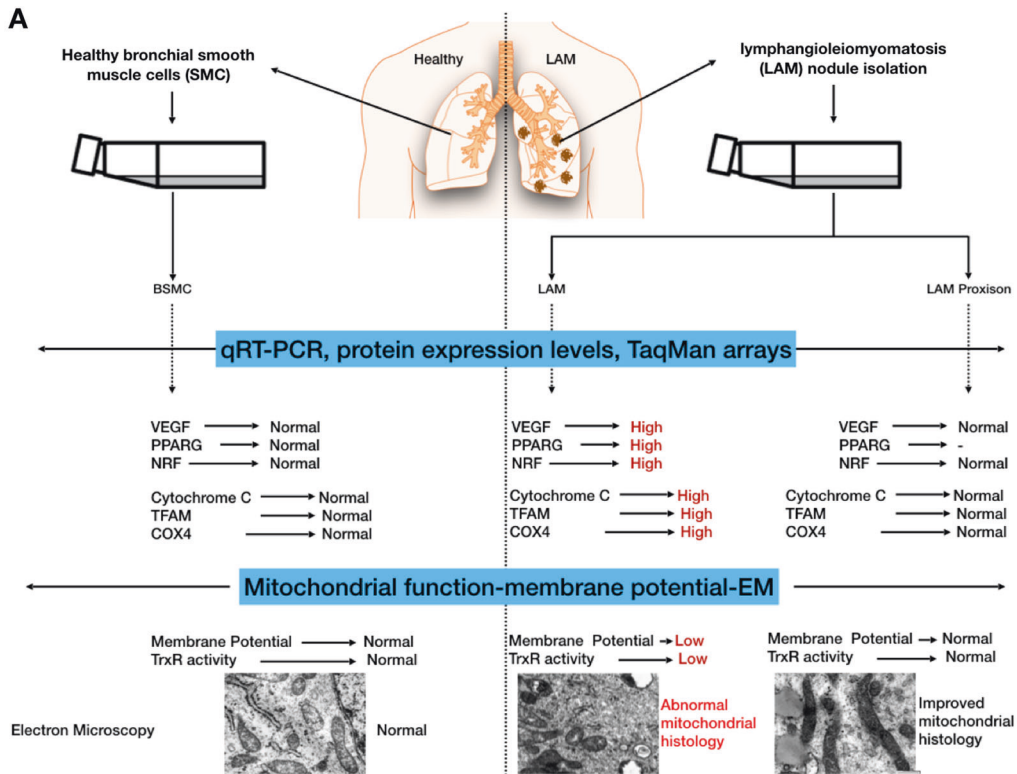 A
Healthy bronchial smooth
muscle cells (SMC)
Healthy
LAM
lymphangioleiomyomatosis
(LAM) nodule isolation
BSMC
LAM
LAM Proxison
qRT-PCR, protein expression levels, TaqMan arrays
VEGF Normal
PPARG Normal
NRF Normal
Cytochrome C Normal
TFAM Normal
COX4 Normal
VEGF High
PPARG High
NRF High
Cytochrome C High
TFAM High
COX4 High
VEGF Normal
PPARG -
NRF Normal
Cytochrome C Normal
TFAM Normal
COX4 Normal
Mitochondrial function-membrane potential-EM
Membrane Potential Normal
TrxR activity Normal
Membrane Potential Low
TrxR activity Low
Membrane Potential Normal
TrxR activity Normal
Electron Microscopy
Normal
Abnormal
mitochondrial
histology
Improved
mitochondrial
histology